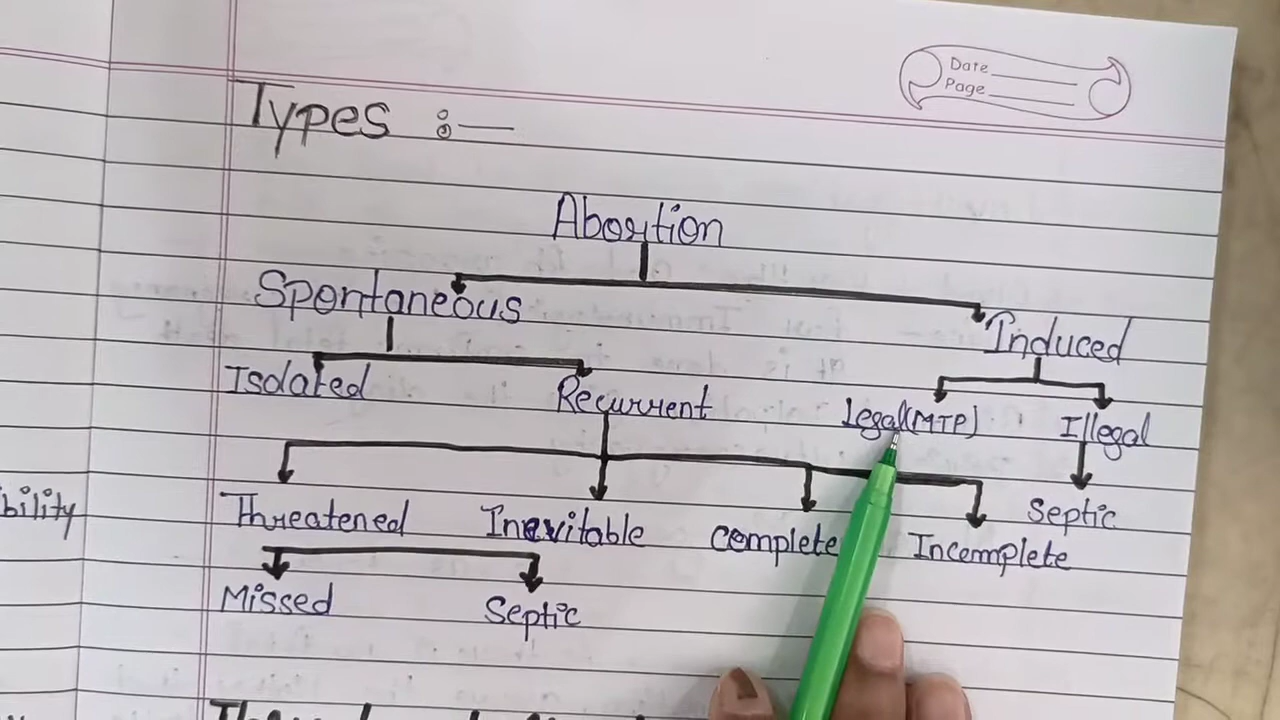 Date
Page
Types :—
Abortion
Spontaneous
Induced
Isolated
Recurrent
Legal(MTP)
Illegal
Threatened
Inevitable
complete
Incomplete
Septic
Missed
Septic
bility